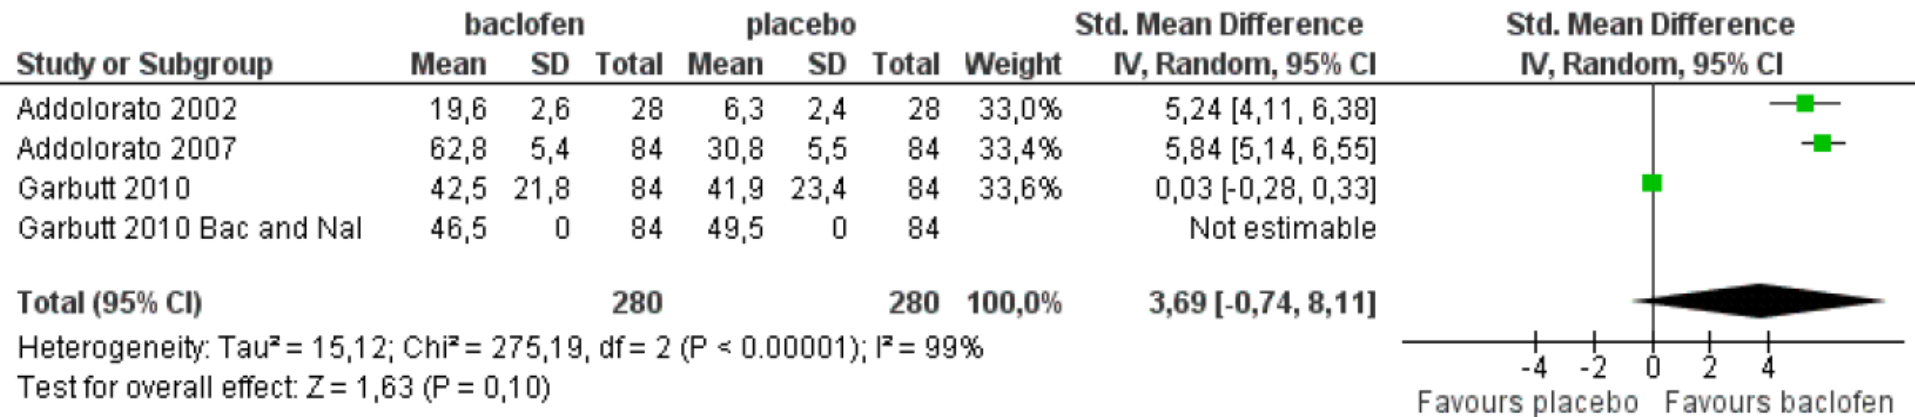 baclofen placebo Std. Mean Difference Std. Mean Difference
Study or Subgroup Mean SD Total Mean SD Total Weight IV, Random, 95% CI IV, Random, 95% CI
Addolorato 2002 19,6 2,6 28 6,3 2,4 28 33,0% 5,24 [4,11, 6,38]
Addolorato 2007 62,8 5,4 84 30,8 5,5 84 33,4% 5,84 [5,14, 6,55]
Garbutt 2010 42,5 21,8 84 41,9 23,4 84 33,6% 0,03 [-0,28, 0,33]
Garbutt 2010 Bac and Nal 46,5 0 84 49,5 0 84 Not estimable
Total (95% CI) 280 280 100,0% 3,69 [-0,74, 8,11]
Heterogeneity: Tau² = 15,12; Chi² = 275,19, df = 2 (P < 0.00001); I² = 99%
Test for overall effect: Z = 1,63 (P = 0,10)
-4 -2 0 2 4
Favours placebo Favours baclofen